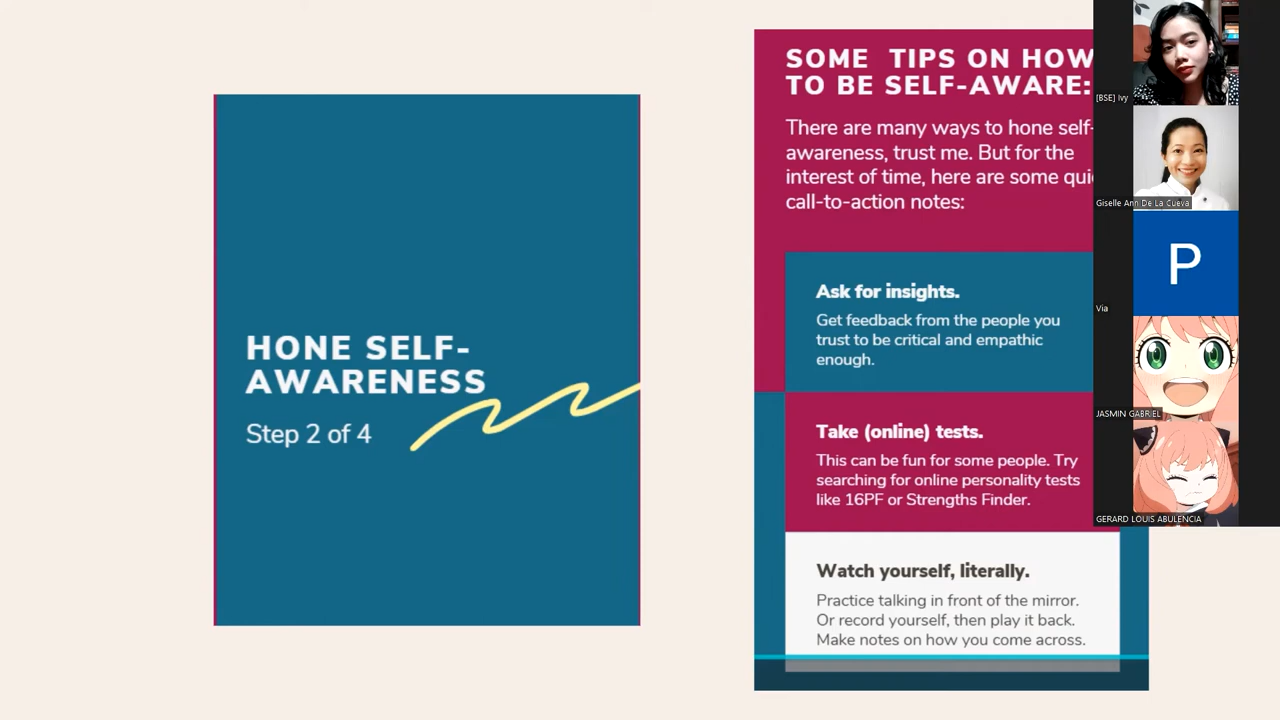 HONE SELF-
AWARENESS
Step 2 of 4
SOME TIPS ON HOW
TO BE SELF-AWARE:
There are many ways to hone self-
awareness, trust me. But for the
interest of time, here are some
call-to-action notes:
Ask for insights.
Get feedback from the people you
trust to be critical and empathic
enough.
Take (online) tests.
This can be fun for some people. Try
searching for online personality tests
like 16PF or Strengths Finder.
Watch yourself, literally.
Practice talking in front of the mirror.
Or record yourself, then play it back.
Make notes on how you come across.
[BSE] Ivy
Giselle Ann De La Cueva
P
Via
JASMIN GABRIEL
GERARD LOUIS ABULENCIA